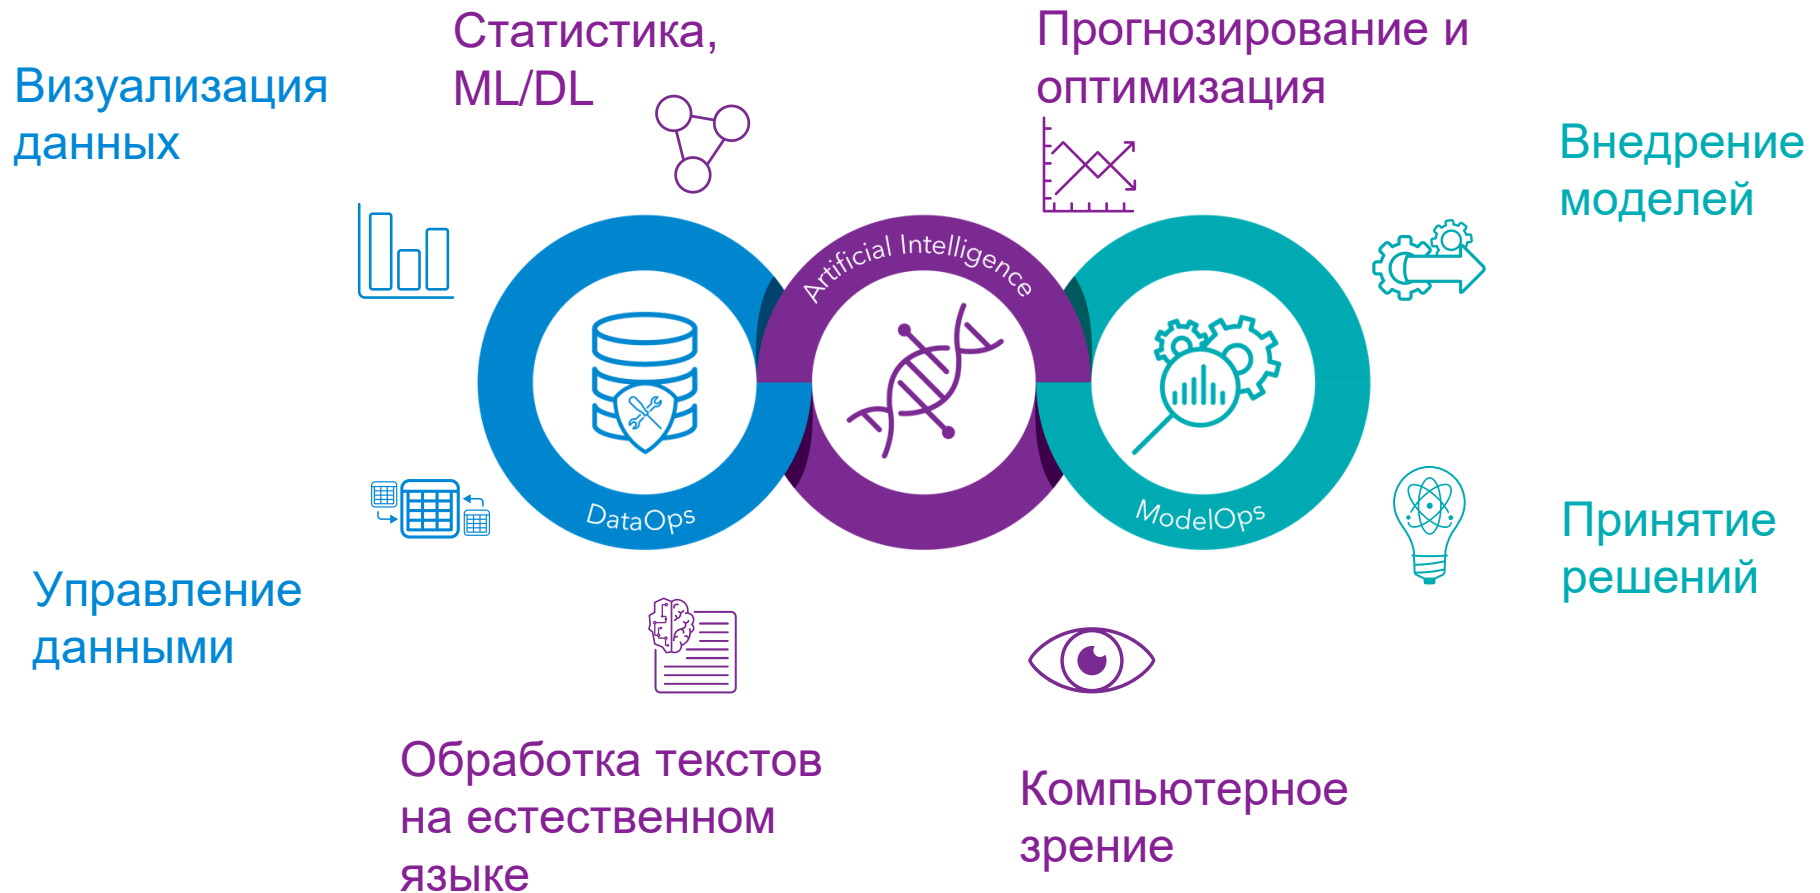 Статистика,
ML/DL
Прогнозирование и
оптимизация
Визуализация
данных
Внедрение
моделей
Artificial Intelligence
DataOps
ModelOps
Управление
данными
Принятие
решений
Обработка текстов
на естественном
языке
Компьютерное
зрение